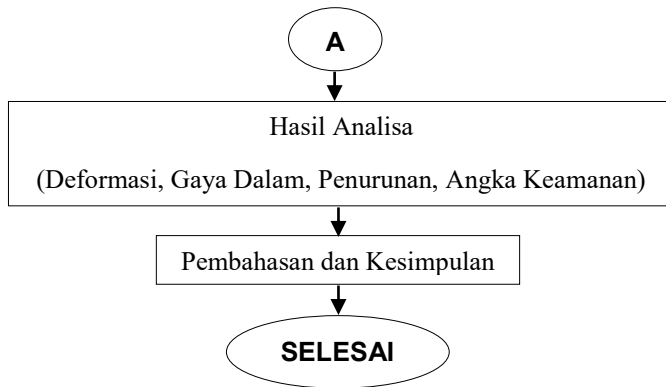 A
Hasil Analisa
(Deformasi, Gaya Dalam, Penurunan, Angka Keamanan)
Pembahasan dan Kesimpulan
SELESAI